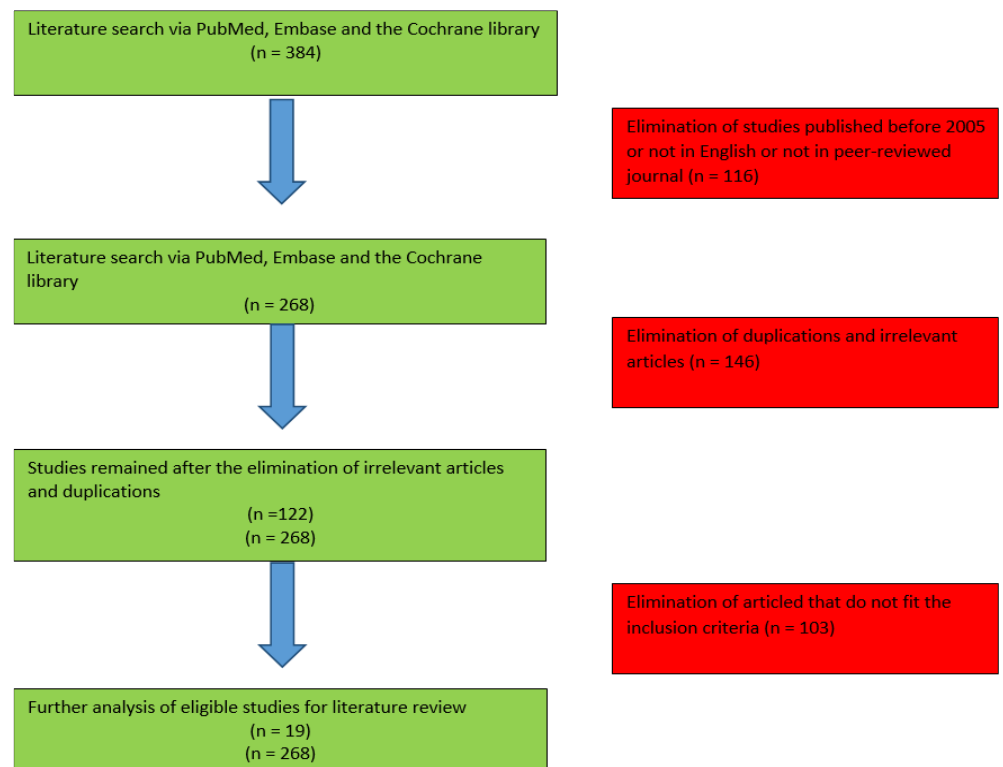 Literature search via PubMed, Embase and the Cochrane library
(n = 384)
Elimination of studies published before 2005
or not in English or not in peer-reviewed
journal (n = 116)
Literature search via PubMed, Embase and the Cochrane
library
(n = 268)
Elimination of duplications and irrelevant
articles (n = 146)
Studies remained after the elimination of irrelevant articles
and duplications
(n =122)
(n = 268)
Elimination of articled that do not fit the
inclusion criteria (n = 103)
Further analysis of eligible studies for literature review
(n = 19)
(n = 268)